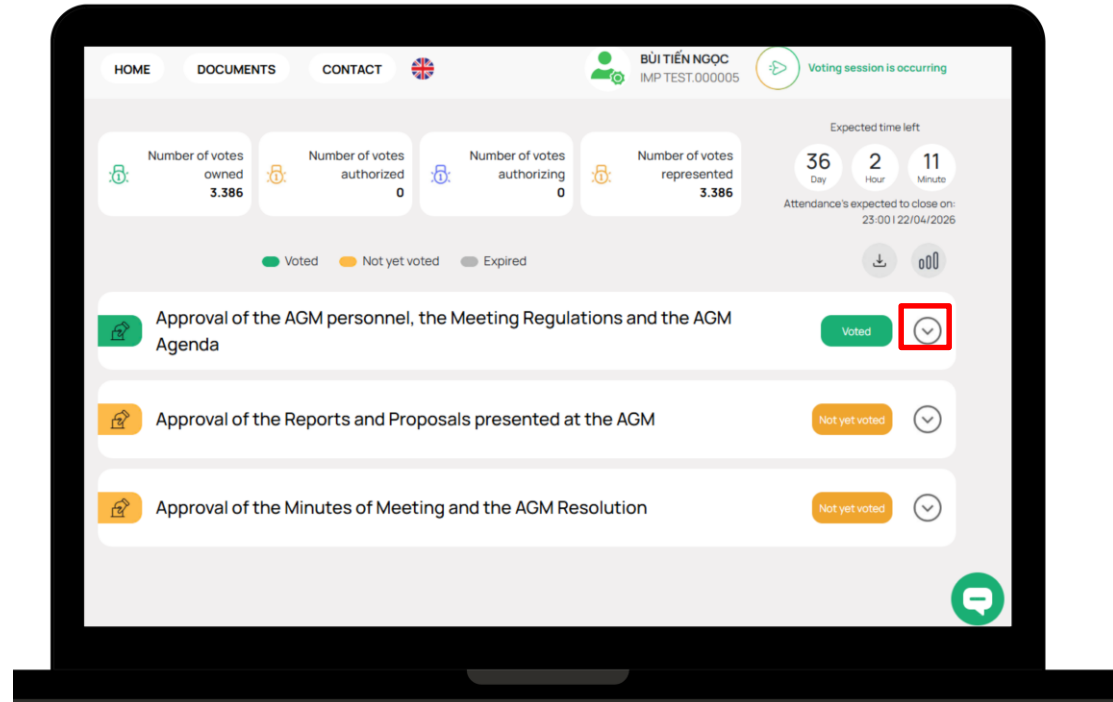 HOME
DOCUMENTS
CONTACT
BÙI TIẾN NGỌC
IMP TEST.000005
Voting session is occurring
Expected time left
Number of votes
owned
3.386
Number of votes
authorized
0
Number of votes
authorizing
0
Number of votes
represented
3.386
36
Day
2
Hour
11
Minute
Attendance's expected to close on:
23:00 | 22/04/2026
Voted
Not yet voted
Expired
Approval of the AGM personnel, the Meeting Regulations and the AGM
Agenda
Voted
Approval of the Reports and Proposals presented at the AGM
Not yet voted
Approval of the Minutes of Meeting and the AGM Resolution
Not yet voted